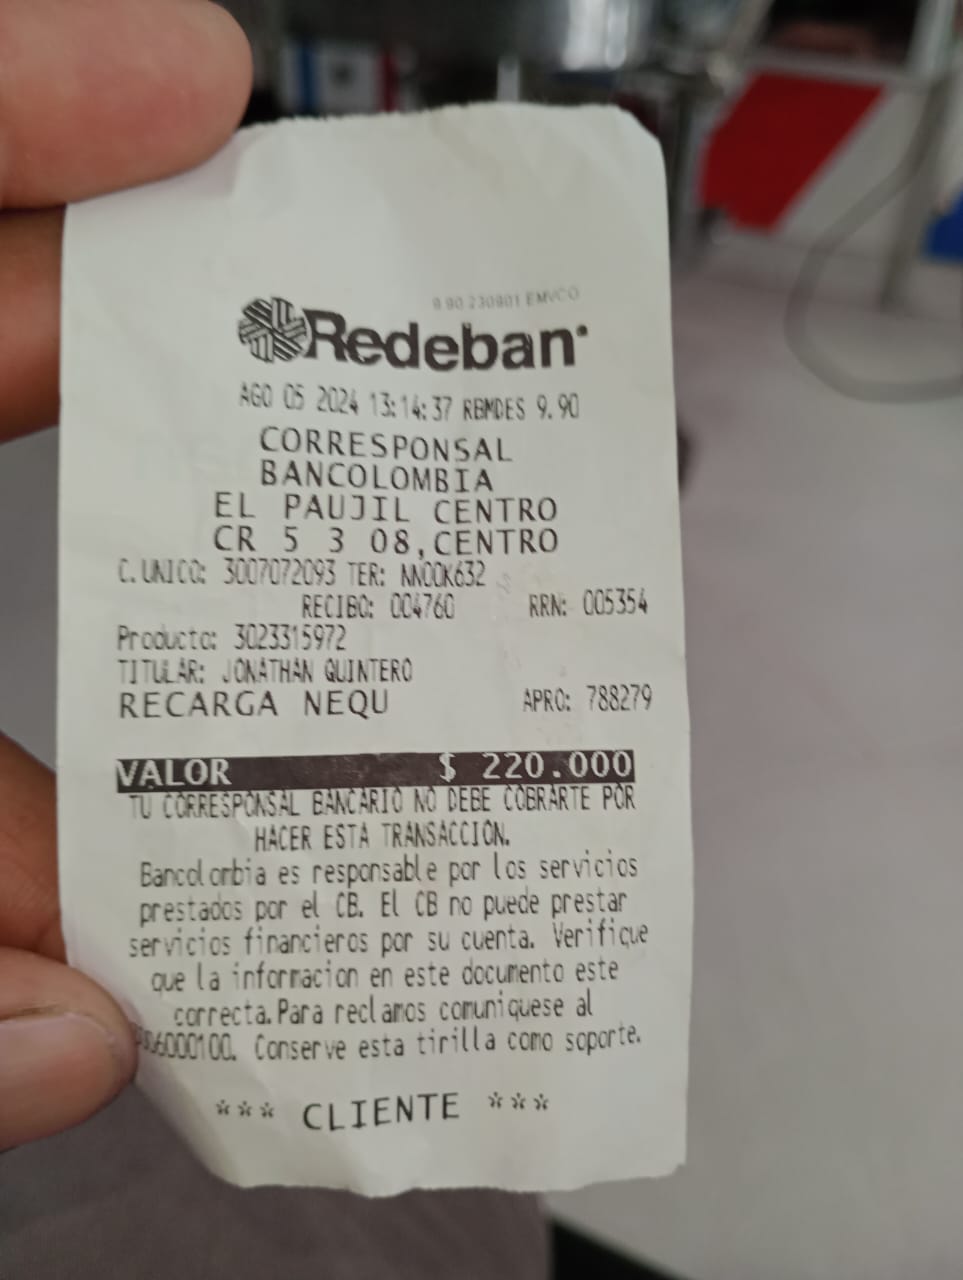 9.90 230901 EMVCO
Redeban
AGO 05 2024 13:14:37 RBMDES 9.90
CORRESPONSAL
BANCOLOMBIA
EL PAUJIL CENTRO
CR 5 3 08,CENTRO
C.UNICO: 3007072093 TER: NNOOK632
RECIBO: 004760 RRN: 005354
Producto: 3023315972
TITULAR: JONATHAN QUINTERO
RECARGA NEQU APRO: 788279
VALOR $ 220.000
TU CORRESPONSAL BANCARIO NO DEBE COBRARTE POR
HACER ESTA TRANSACCION.
Bancolombia es responsable por los servicios
prestados por el CB. El CB no puede prestar
servicios financieros por su cuenta. Verifique
que la informacion en este documento este
correcta.Para reclamos comuniquese al
06000100. Conserve esta tirilla como soporte.
*** CLIENTE ***